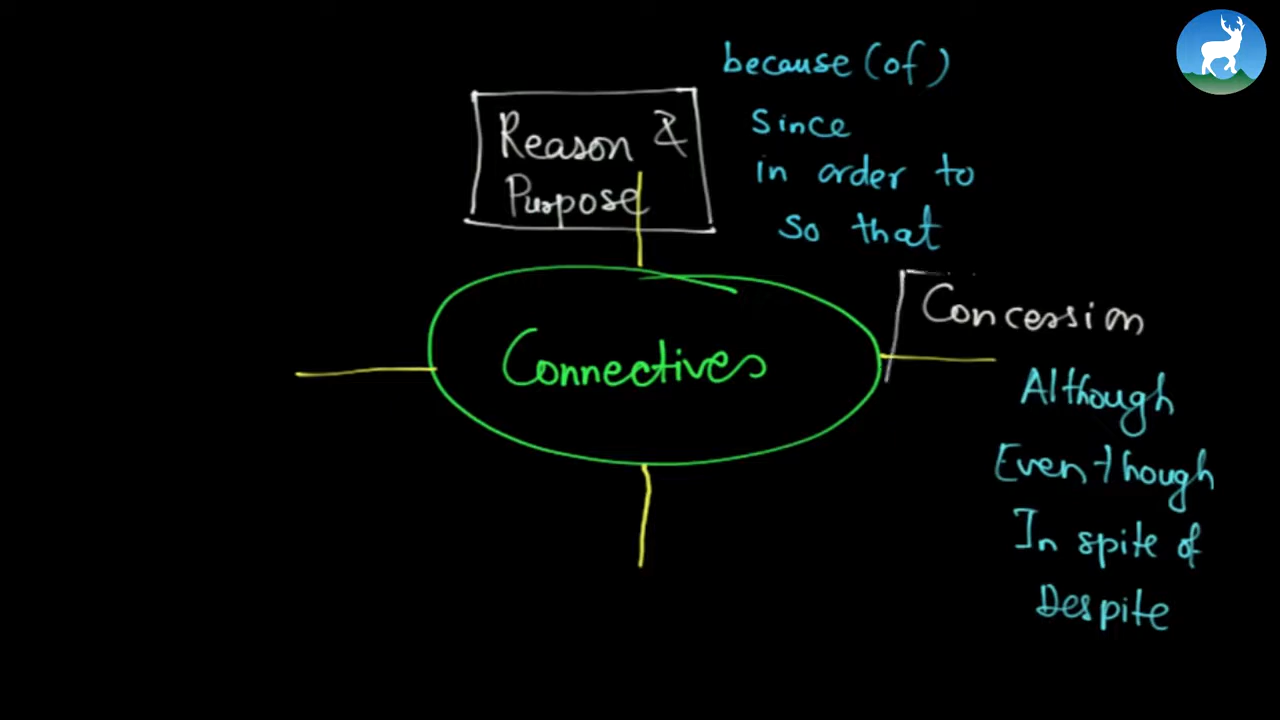 because (of)
Reason &
Purpose
since
in order to
so that
Connectives
Concession
Although
Even though
In spite of
Despite